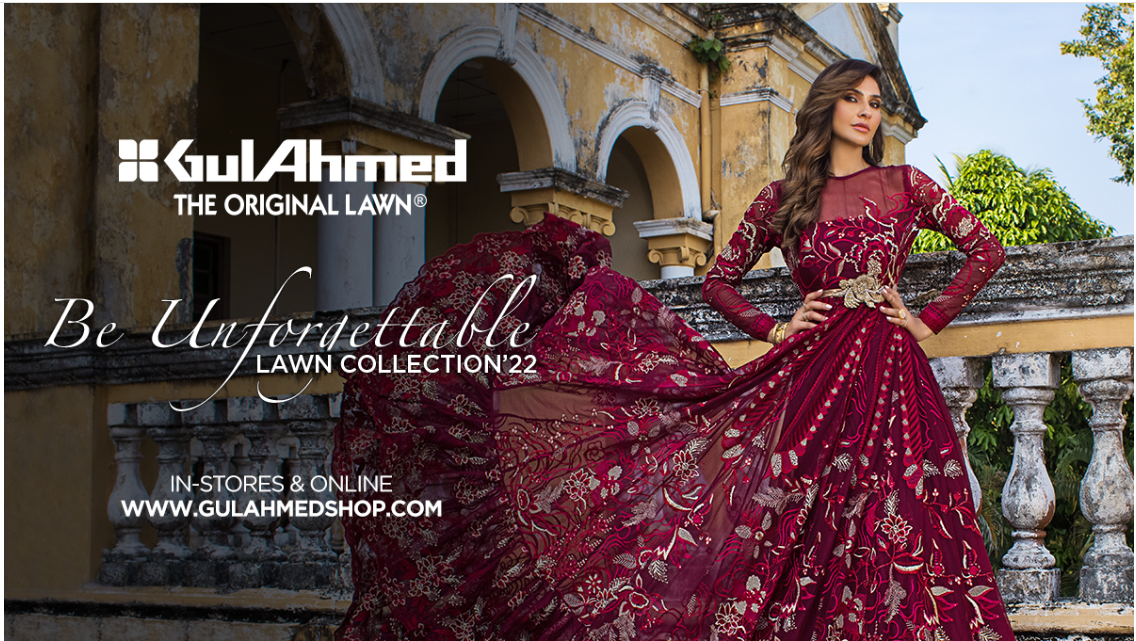 GulAhmed
THE ORIGINAL LAWN®
Be Unforgettable
LAWN COLLECTION'22
IN-STORES & ONLINE
WWW.GULAHMEDSHOP.COM